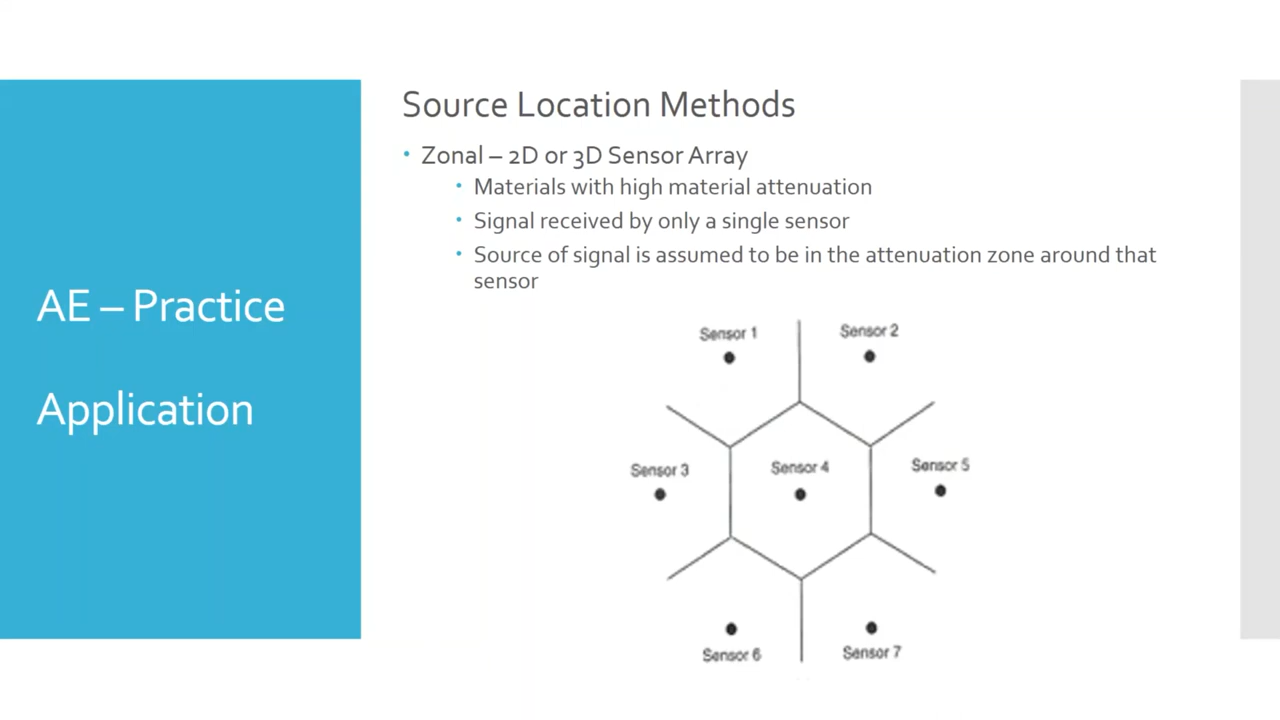 Source Location Methods
• Zonal – 2D or 3D Sensor Array
• Materials with high material attenuation
• Signal received by only a single sensor
• Source of signal is assumed to be in the attenuation zone around that
sensor
AE – Practice
Application
Sensor 1
Sensor 2
Sensor 3
Sensor 4
Sensor 5
Sensor 6
Sensor 7